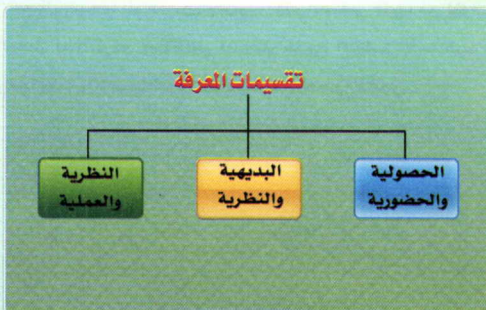 تقسيمات المعرفة
الحصولية
والحضورية
البديهية
والنظرية
النظرية
والعملية